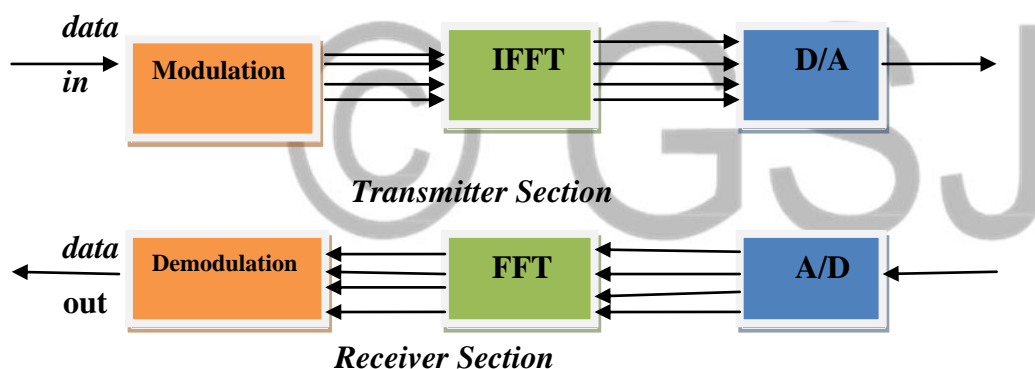 data
in
Modulation
IFFT
D/A
© GSJ
Transmitter Section
data
out
Demodulation
FFT
A/D
Receiver Section